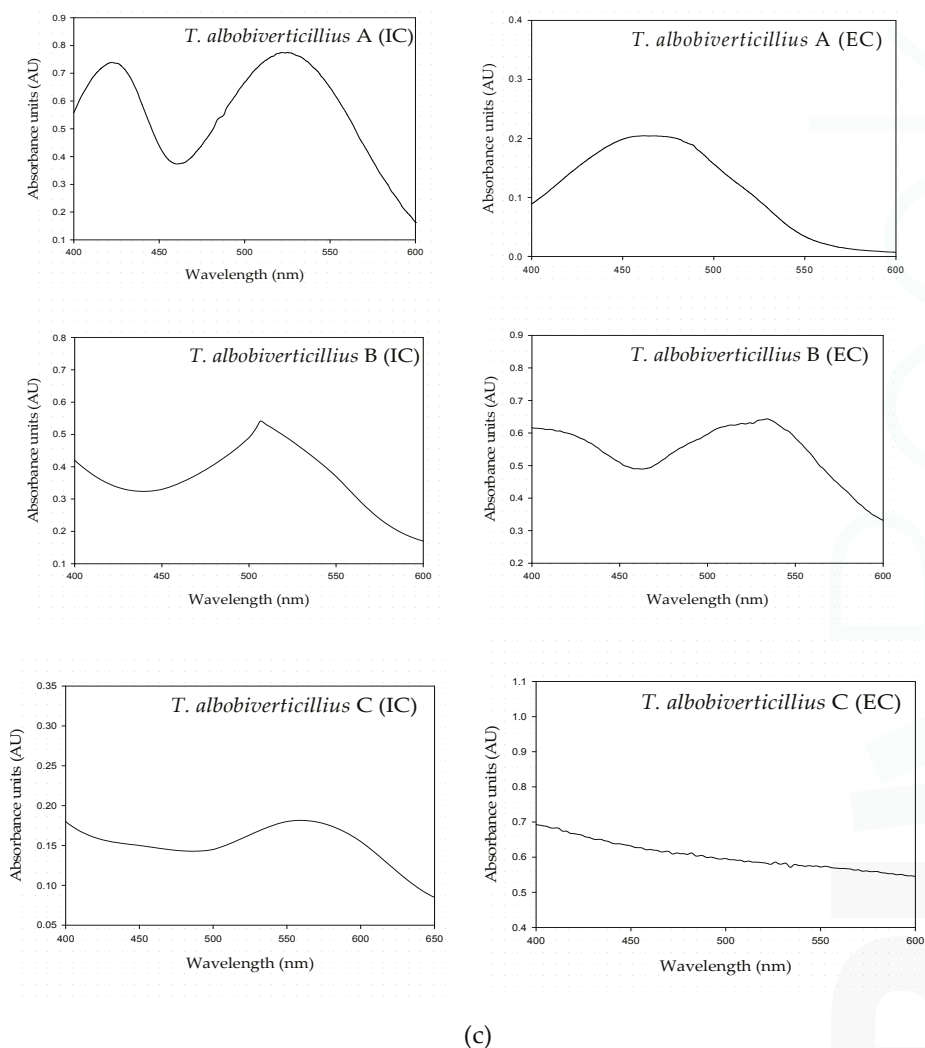 T. albobiverticillius A (IC)
Absorbance units (AU)
0.9
0.8
0.7
0.6
0.5
0.4
0.3
0.2
0.1
400 450 500 550 600
Wavelength (nm)
T. albobiverticillius A (EC)
Absorbance units (AU)
0.4
0.3
0.2
0.1
0.0
400 450 500 550 600
Wavelength (nm)
T. albobiverticillius B (IC)
Absorbance units (AU)
0.8
0.7
0.6
0.5
0.4
0.3
0.2
0.1
400 450 500 550 600
Wavelength (nm)
T. albobiverticillius B (EC)
Absorbance units (AU)
0.9
0.8
0.7
0.6
0.5
0.4
0.3
0.2
400 450 500 550 600
Wavelength (nm)
T. albobiverticillius C (IC)
Absorbance units (AU)
0.35
0.30
0.25
0.20
0.15
0.10
0.05
400 450 500 560 600 650
Wavelength (nm)
T. albobiverticillius C (EC)
Absorbance units (AU)
1.1
1.0
0.9
0.8
0.7
0.6
0.5
0.4
400 450 500 550 600
Wavelength (nm)
(c)